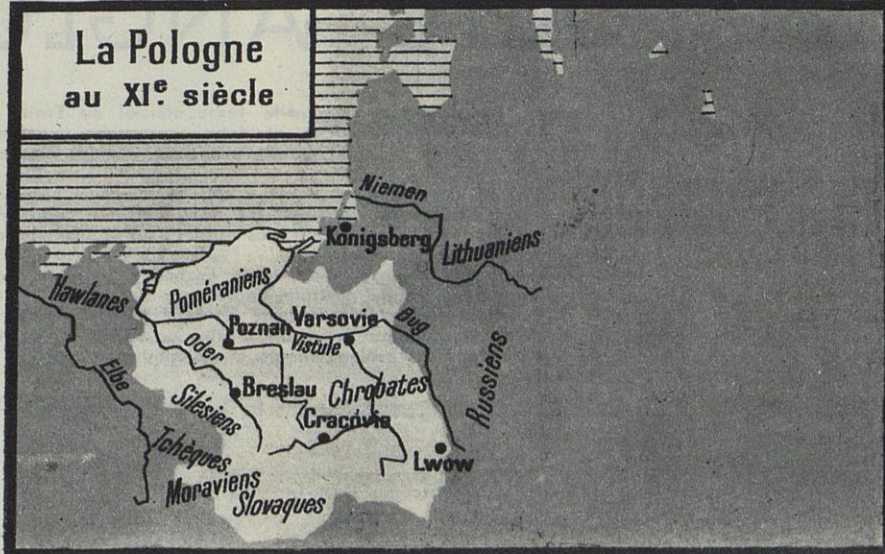 La Pologne
au XIe. siècle
Niemen
Königsberg
Lithuaniens
Hawlanes
Poméraniens
Bug
Poznan
Varsovie
Oder
Vistule
Russiens
Elbe
Breslau
Chrobates
Silésiens
Cracovie
Tchèques
Lwow
Moraviens
Slovaques